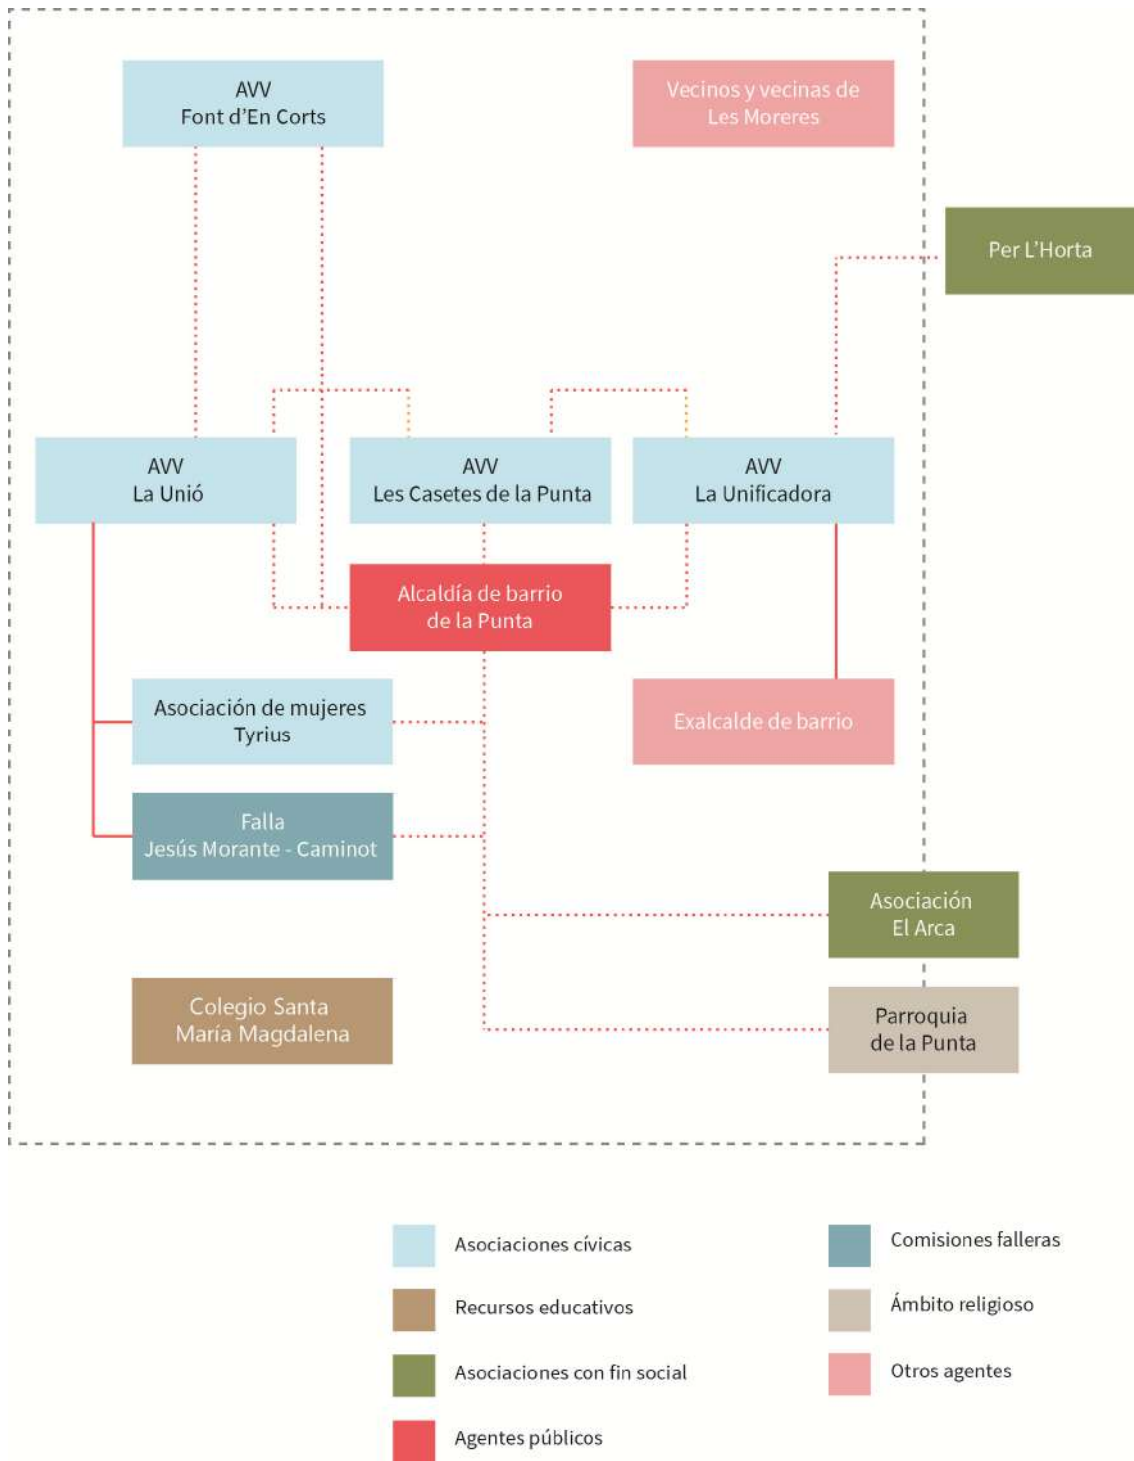 AVV
Font d’En Corts
Vecinos y vecinas de
Les Moreres
Per L’Horta
AVV
La Unió
AVV
Les Casetes de la Punta
AVV
La Unificadora
Alcaldía de barrio
de la Punta
Asociación de mujeres
Tyrius
Exalcalde de barrio
Falla
Jesús Morante - Caminot
Asociación
El Arca
Colegio Santa
María Magdalena
Parroquia
de la Punta
Asociaciones cívicas
Recursos educativos
Asociaciones con fin social
Agentes públicos
Comisiones falleras
Ámbito religioso
Otros agentes